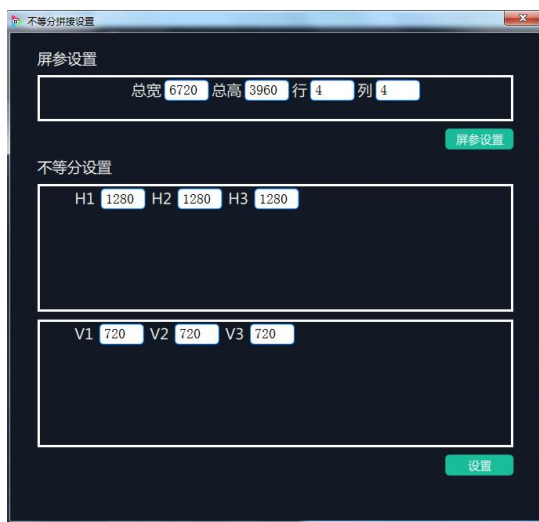 不等分拼接设置
屏参设置
总宽 6720 总高 3960 行 4 列 4
屏参设置
不等分设置
H1 1280 H2 1280 H3 1280
V1 720 V2 720 V3 720
设置